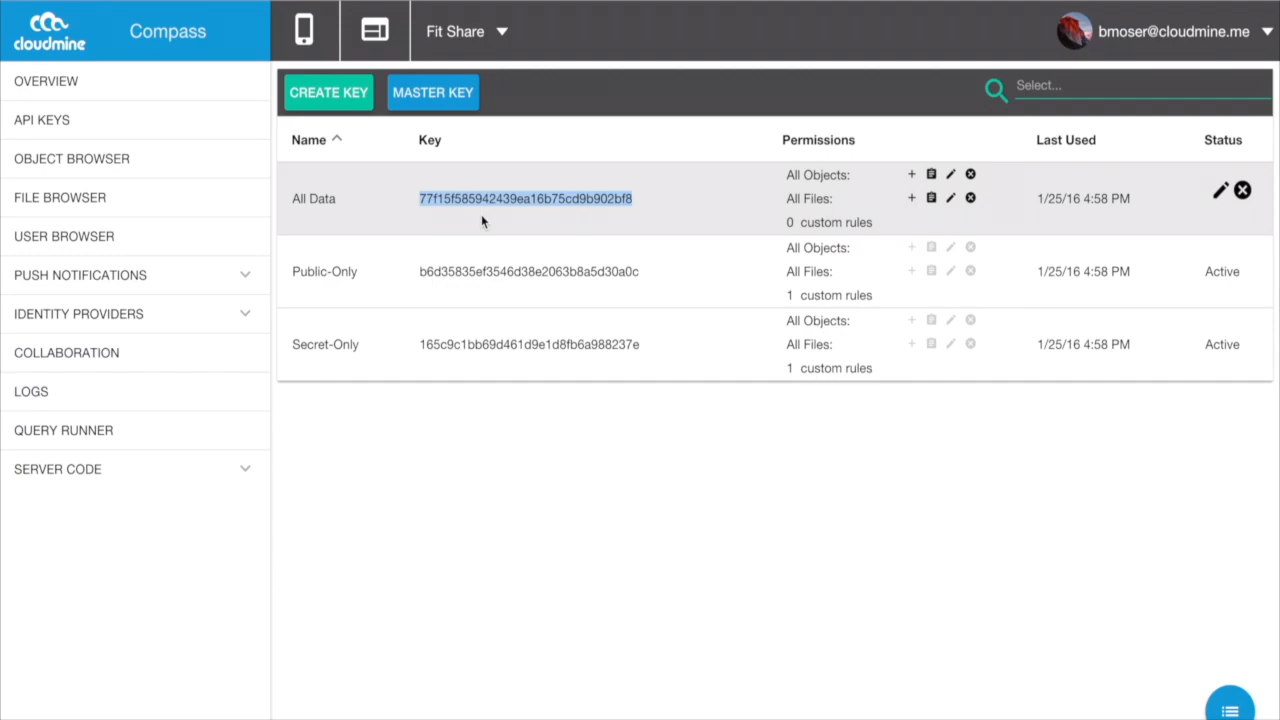 cloudmine
Compass
Fit Share
bmoser@cloudmine.me
OVERVIEW
API KEYS
OBJECT BROWSER
FILE BROWSER
USER BROWSER
PUSH NOTIFICATIONS
IDENTITY PROVIDERS
COLLABORATION
LOGS
QUERY RUNNER
SERVER CODE
CREATE KEY
MASTER KEY
Select...
Name Key Permissions Last Used Status
All Objects:
All Data 77f15f585942439ea16b75cd9b902bf8 All Files: 1/25/16 4:58 PM
0 custom rules
All Objects:
Public-Only b6d35835ef3546d38e2063b8a5d30a0c All Files: 1/25/16 4:58 PM Active
1 custom rules
All Objects:
Secret-Only 165c9c1bb69d461d9e1d8fb6a988237e All Files: 1/25/16 4:58 PM Active
1 custom rules